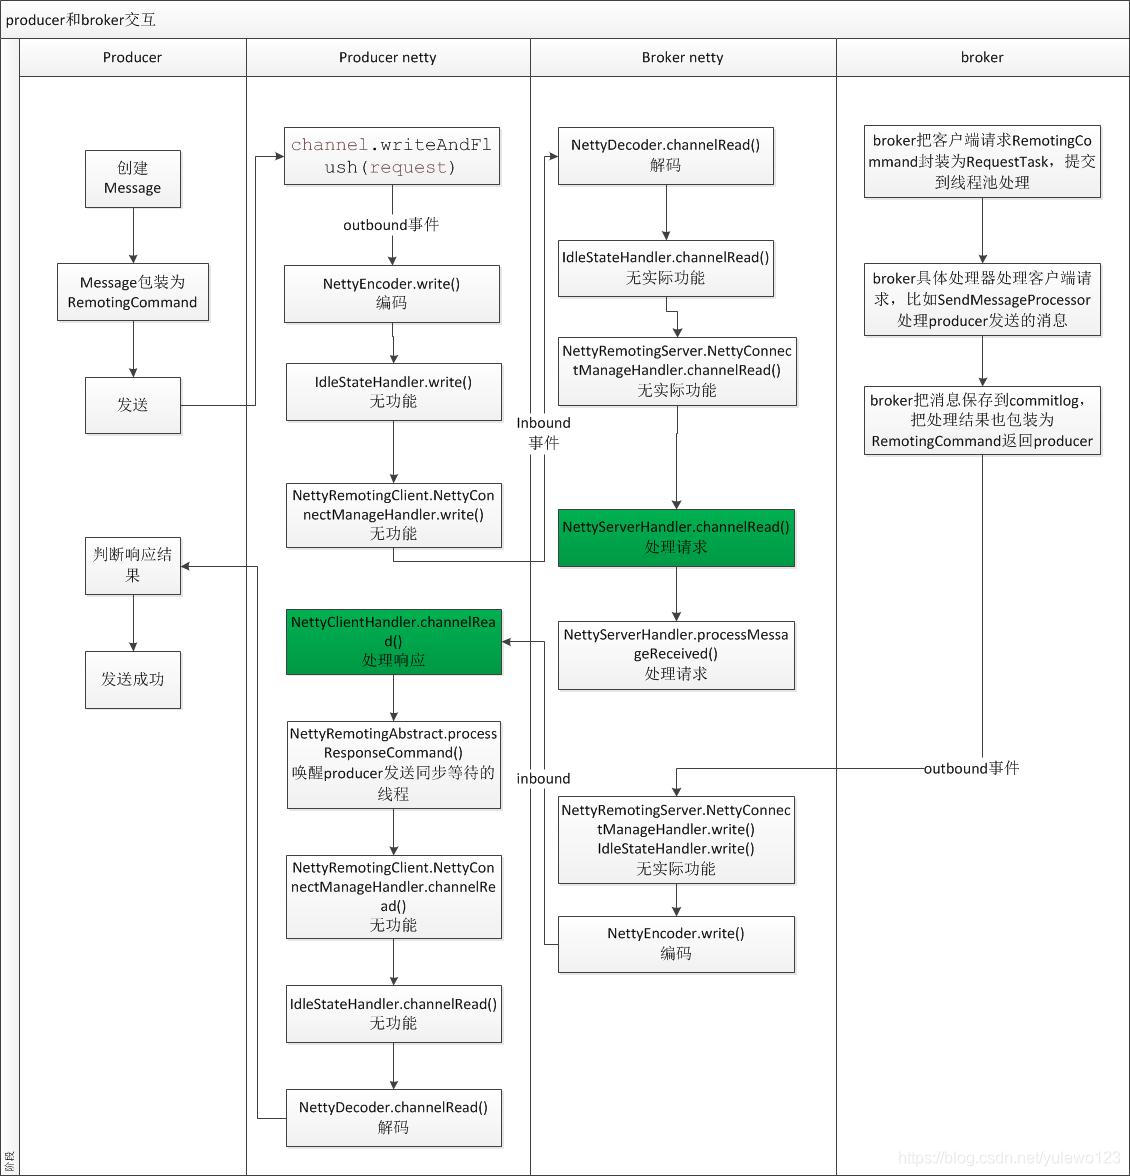 producer和broker交互
Producer
Producer netty
Broker netty
broker
创建
Message
Message包装为
RemotingCommand
发送
判断响应结
果
发送成功
channel.writeAndFl
ush(request)
outbound事件
NettyEncoder.write()
编码
IdleStateHandler.write()
无功能
NettyRemotingClient.NettyCon
nectManageHandler.write()
无功能
Inbound
事件
NettyClientHandler.channelRea
d()
处理响应
NettyRemotingAbstract.process
ResponseCommand()
唤醒producer发送同步等待的
线程
NettyRemotingClient.NettyCon
nectManageHandler.channelRe
ad()
无功能
IdleStateHandler.channelRead()
无功能
NettyDecoder.channelRead()
解码
inbound
NettyDecoder.channelRead()
解码
IdleStateHandler.channelRead()
无实际功能
NettyRemotingServer.NettyConnec
tManageHandler.channelRead()
无实际功能
NettyServerHandler.channelRead()
处理请求
NettyServerHandler.processMessa
geReceived()
处理请求
NettyRemotingServer.NettyConnec
tManageHandler.write()
IdleStateHandler.write()
无实际功能
NettyEncoder.write()
编码
broker把客户端请求RemotingCo
mmand封装为RequestTask，提交
到线程池处理
broker具体处理器处理客户端请
求，比如SendMessageProcessor
处理producer发送的消息
broker把消息保存到commitlog，
把处理结果也包装为
RemotingCommand返回producer
outbound事件
阶段
https://blog.csdn.net/yulewo123